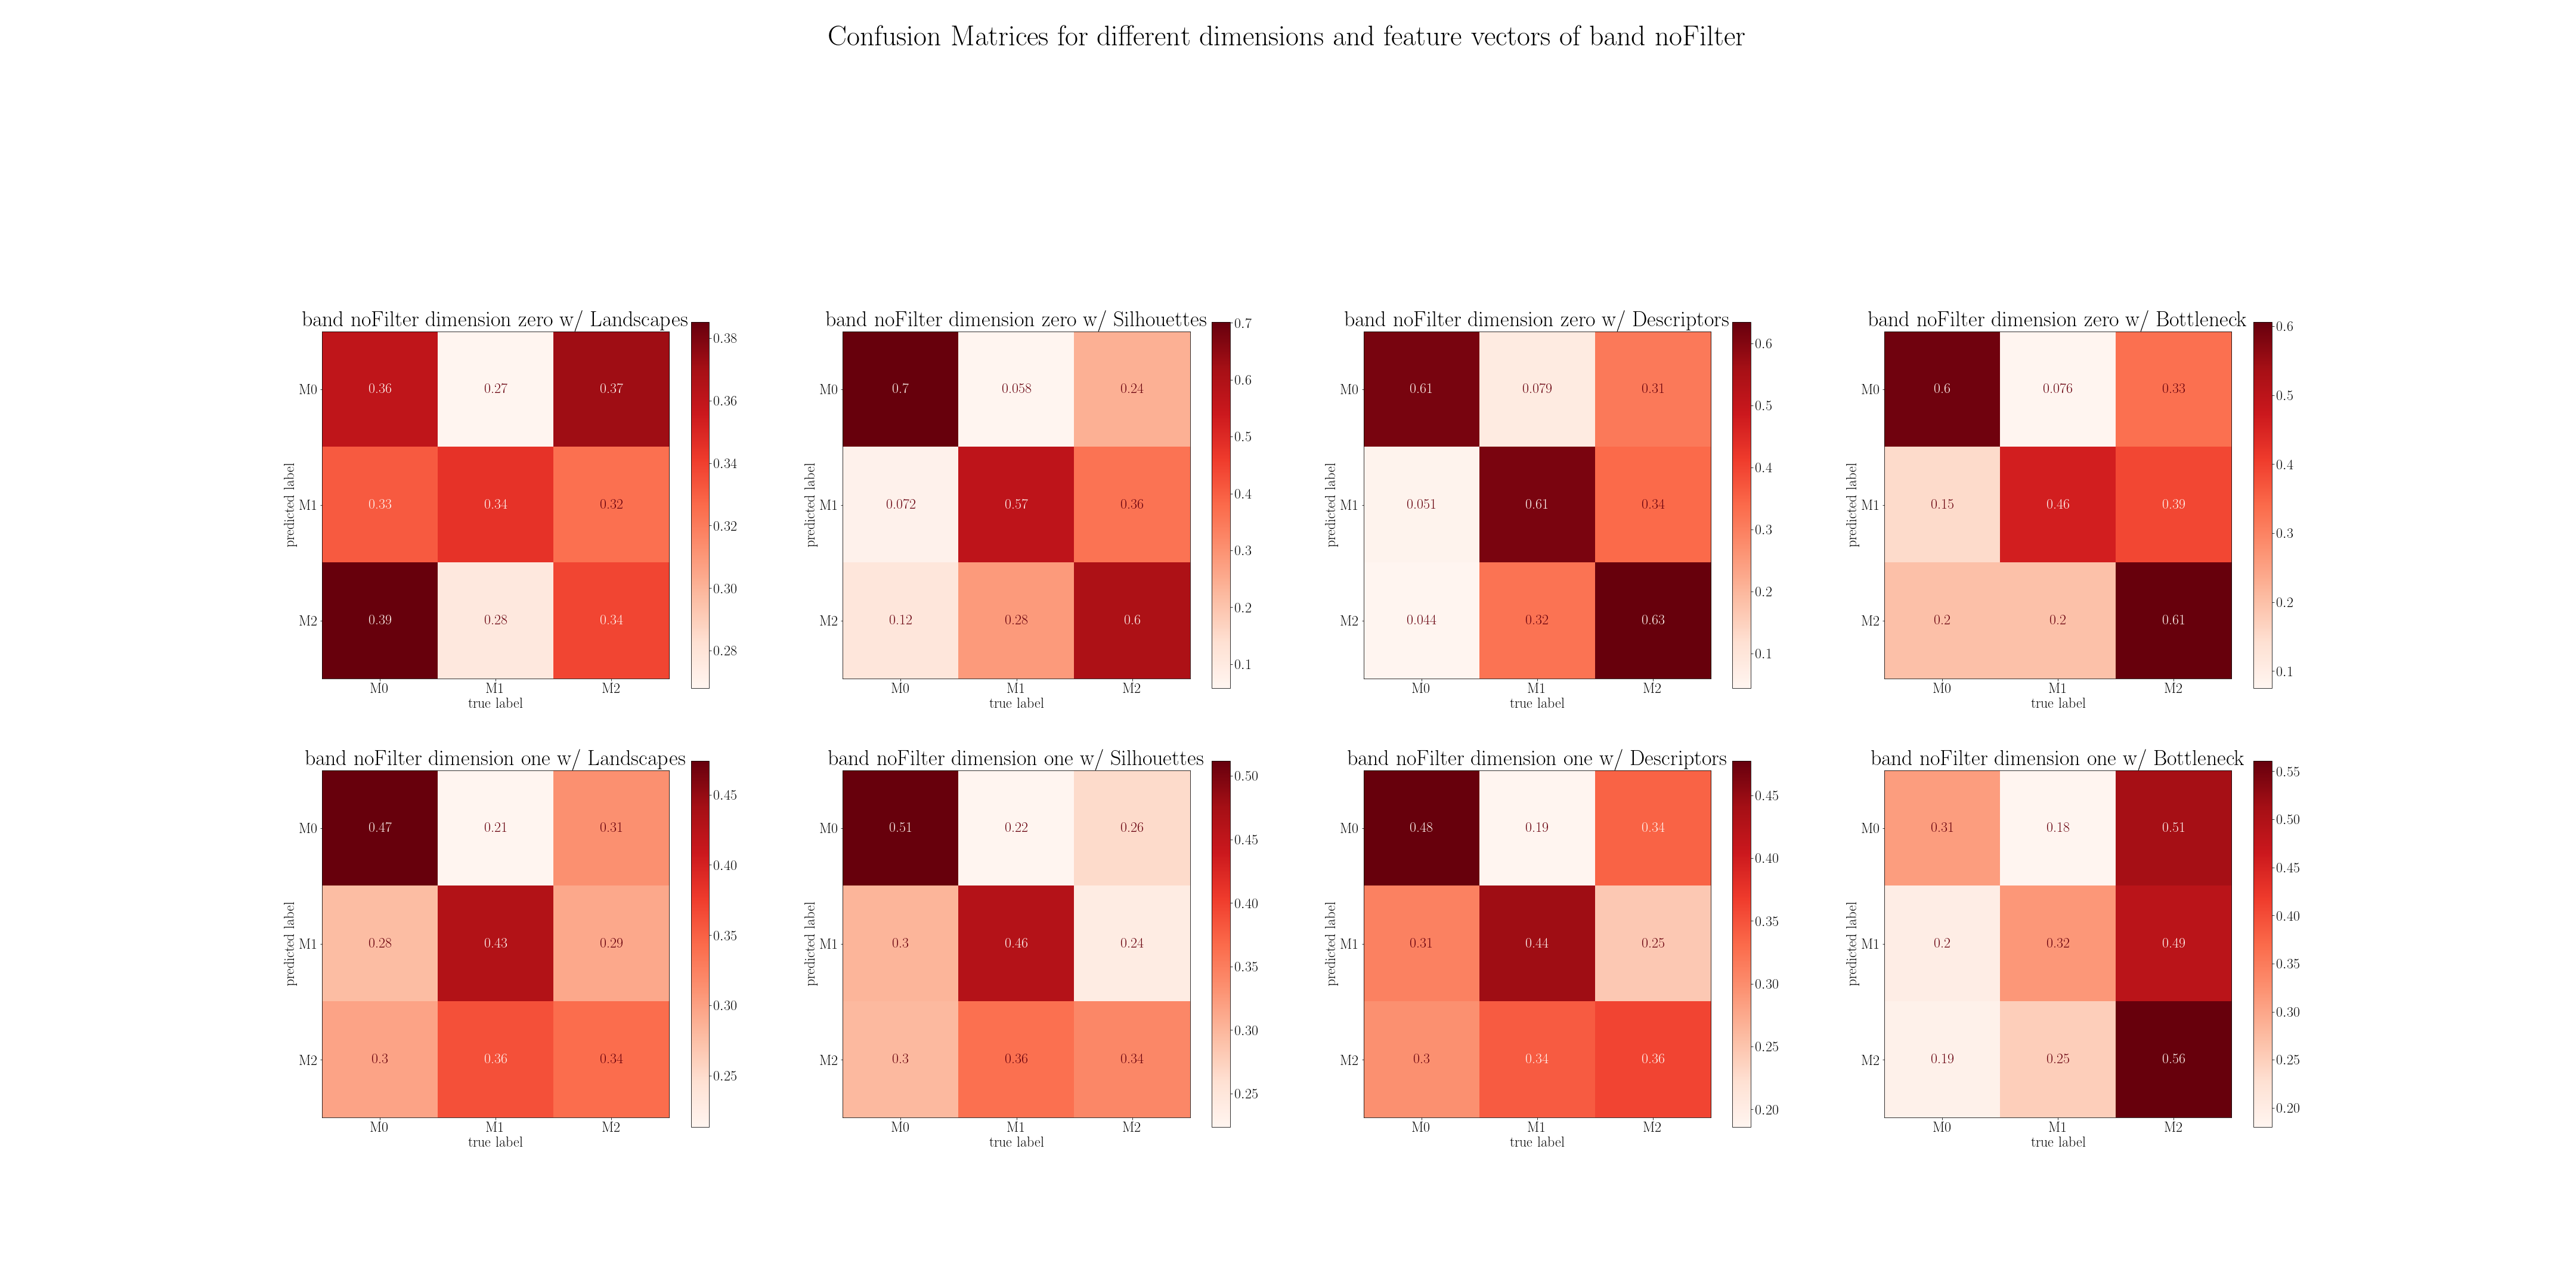 Confusion Matrices for different dimensions and feature vectors of band noFilter
band noFilter dimension zero w/ Landscapes
predicted label
M0 0.36 0.27 0.37
M1 0.33 0.34 0.32
M2 0.39 0.28 0.34
M0 M1 M2
true label
0.38
0.36
0.34
0.32
0.30
0.28
band noFilter dimension zero w/ Silhouettes
predicted label
M0 0.7 0.058 0.24
M1 0.072 0.57 0.36
M2 0.12 0.28 0.6
M0 M1 M2
true label
0.7
0.6
0.5
0.4
0.3
0.2
0.1
band noFilter dimension zero w/ Descriptors
predicted label
M0 0.61 0.079 0.31
M1 0.051 0.61 0.34
M2 0.044 0.32 0.63
M0 M1 M2
true label
0.6
0.5
0.4
0.3
0.2
0.1
band noFilter dimension zero w/ Bottleneck
predicted label
M0 0.6 0.076 0.33
M1 0.15 0.46 0.39
M2 0.2 0.2 0.61
M0 M1 M2
true label
0.6
0.5
0.4
0.3
0.2
0.1
band noFilter dimension one w/ Landscapes
predicted label
M0 0.47 0.21 0.31
M1 0.28 0.43 0.29
M2 0.3 0.36 0.34
M0 M1 M2
true label
0.45
0.40
0.35
0.30
0.25
band noFilter dimension one w/ Silhouettes
predicted label
M0 0.51 0.22 0.26
M1 0.3 0.46 0.24
M2 0.3 0.36 0.34
M0 M1 M2
true label
0.50
0.45
0.40
0.35
0.30
0.25
band noFilter dimension one w/ Descriptors
predicted label
M0 0.48 0.19 0.34
M1 0.31 0.44 0.25
M2 0.3 0.34 0.36
M0 M1 M2
true label
0.45
0.40
0.35
0.30
0.25
0.20
band noFilter dimension one w/ Bottleneck
predicted label
M0 0.31 0.18 0.51
M1 0.2 0.32 0.49
M2 0.19 0.25 0.56
M0 M1 M2
true label
0.55
0.50
0.45
0.40
0.35
0.30
0.25
0.20